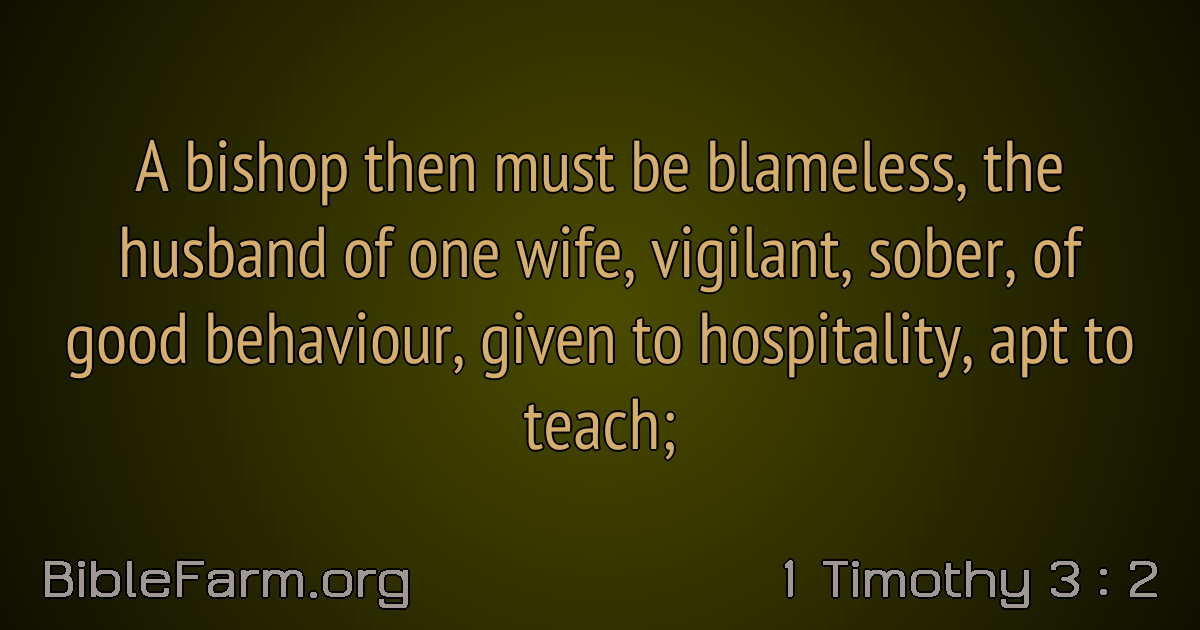 A bishop then must be blameless, the
husband of one wife, vigilant, sober, of
good behaviour, given to hospitality, apt to
teach;
BibleFarm.org
1 Timothy 3 : 2